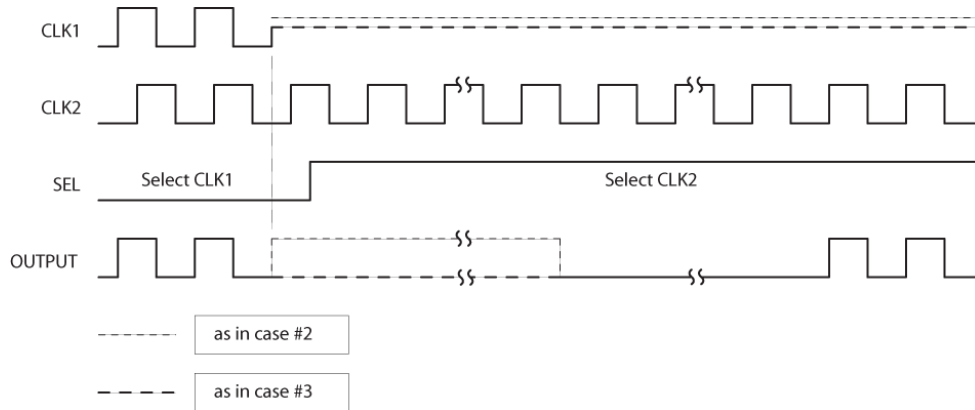 CLK1
CLK2
SEL
Select CLK1
Select CLK2
OUTPUT
as in case #2
as in case #3